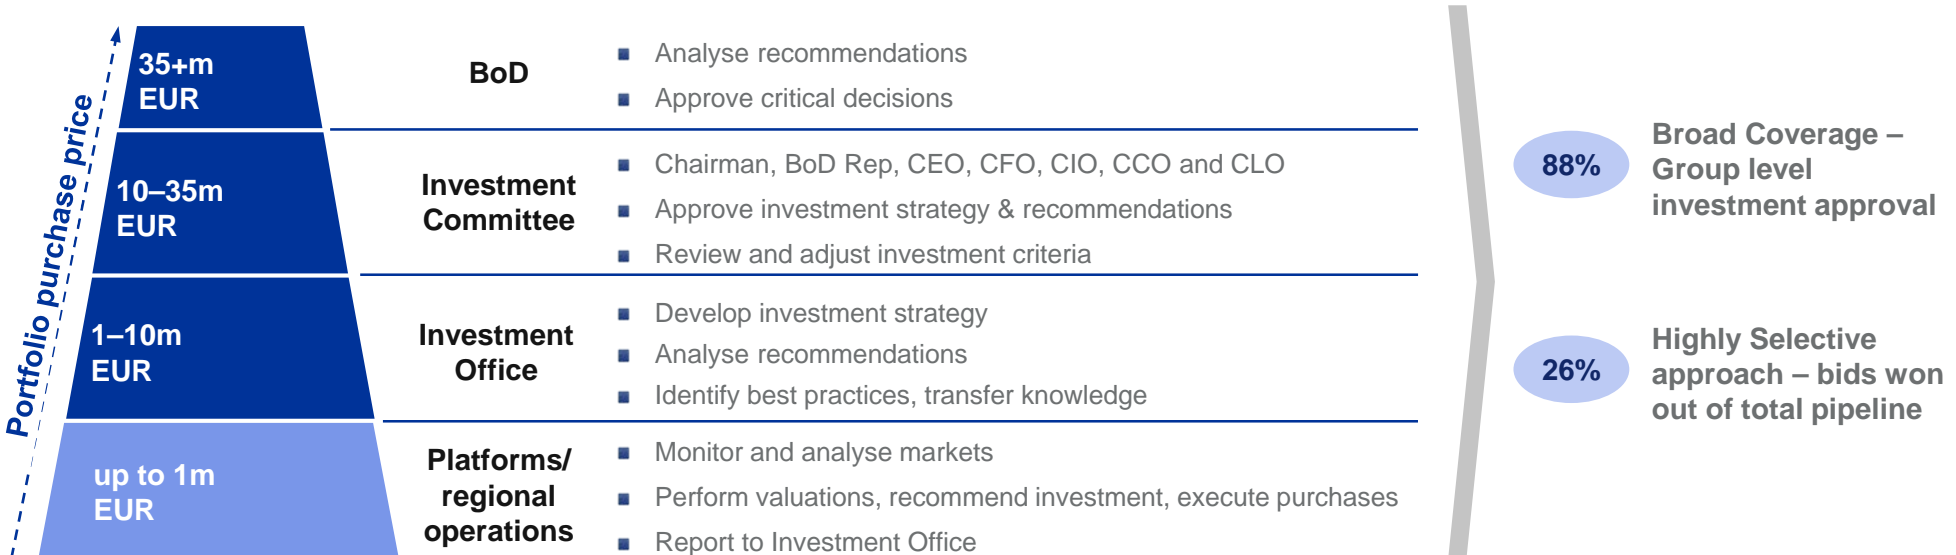 Portfolio purchase price
35+m
EUR
BoD
Analyse recommendations
Approve critical decisions
10–35m
EUR
Investment
Committee
Chairman, BoD Rep, CEO, CFO, CIO, CCO and CLO
Approve investment strategy & recommendations
Review and adjust investment criteria
1–10m
EUR
Investment
Office
Develop investment strategy
Analyse recommendations
Identify best practices, transfer knowledge
up to 1m
EUR
Platforms/
regional
operations
Monitor and analyse markets
Perform valuations, recommend investment, execute purchases
Report to Investment Office
88%
Broad Coverage –
Group level
investment approval
26%
Highly Selective
approach – bids won
out of total pipeline